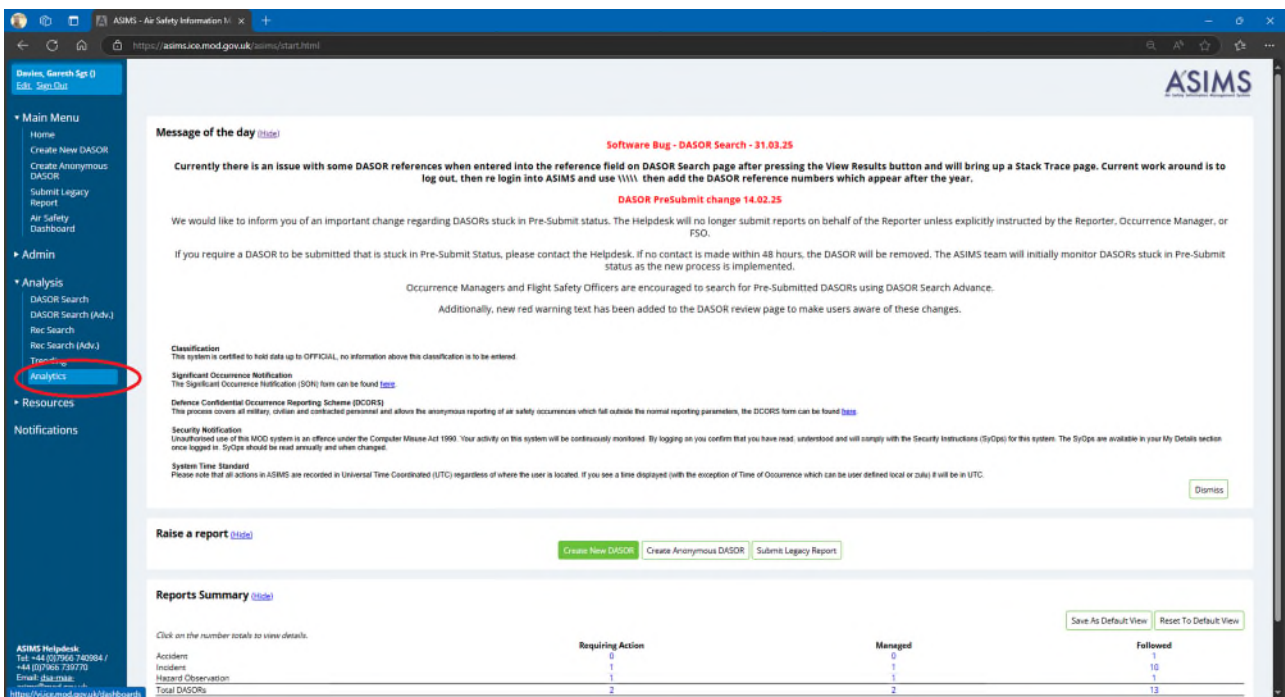 ASIMS - Air Safety Information M
https://asims.ice.mod.gov.uk/asims/start.html
Davies, Gareth Sgt ()
Edit, Sign Out
Main Menu
Home
Create New DASOR
Create Anonymous
DASOR
Submit Legacy
Report
Air Safety
Dashboard
Admin
Analysis
DASOR Search
DASOR Search (Adv.)
Rec Search
Rec Search (Adv.)
Trending
Analytics
Resources
Notifications
ASIMS Helpdesk
Tel: +44 (0)7966 740984 /
+44 (0)7966 739770
Email: dsa-maa-
https://vi.ice.mod.gov.uk/dashboards
ASIMS
Air Safety Information Management System
Message of the day (Hide)
Software Bug - DASOR Search - 31.03.25
Currently there is an issue with some DASOR references when entered into the reference field on DASOR Search page after pressing the View Results button and will bring up a Stack Trace page. Current work around is to
log out, then re login into ASIMS and use \\\\\ then add the DASOR reference numbers which appear after the year.
DASOR PreSubmit change 14.02.25
We would like to inform you of an important change regarding DASORs stuck in Pre-Submit status. The Helpdesk will no longer submit reports on behalf of the Reporter unless explicitly instructed by the Reporter, Occurrence Manager, or
FSO.
If you require a DASOR to be submitted that is stuck in Pre-Submit Status, please contact the Helpdesk. If no contact is made within 48 hours, the DASOR will be removed. The ASIMS team will initially monitor DASORs stuck in Pre-Submit
status as the new process is implemented.
Occurrence Managers and Flight Safety Officers are encouraged to search for Pre-Submitted DASORs using DASOR Search Advance.
Additionally, new red warning text has been added to the DASOR review page to make users aware of these changes.
Classification
This system is certified to hold data up to OFFICIAL, no information above this classification is to be entered.
Significant Occurrence Notification
The Significant Occurrence Notification (SON) form can be found here.
Defence Confidential Occurrence Reporting Scheme (DCORS)
This process covers all military, civilian and contracted personnel and allows the anonymous reporting of air safety occurrences which fall outside the normal reporting parameters, the DCORS form can be found here.
Security Notification
Unauthorised use of this MOD system is an offence under the Computer Misuse Act 1990. Your activity on this system will be continuously monitored. By logging on you confirm that you have read, understood and will comply with the Security Instructions (SyOps) for this system. The SyOps are available in your My Details section
once logged in. SyOps should be read annually and when changed.
System Time Standard
Please note that all actions in ASIMS are recorded in Universal Time Coordinated (UTC) regardless of where the user is located. If you see a time displayed (with the exception of Time of Occurrence which can be user defined local or zulu) it will be in UTC.
Dismiss
Raise a report (Hide)
Create New DASOR Create Anonymous DASOR Submit Legacy Report
Reports Summary (Hide)
Save As Default View Reset To Default View
Click on the number totals to view details.
Requiring Action Managed Followed
Accident 0 0 1
Incident 1 1 10
Hazard Observation 1 1 1
Total DASORs 2 2 13